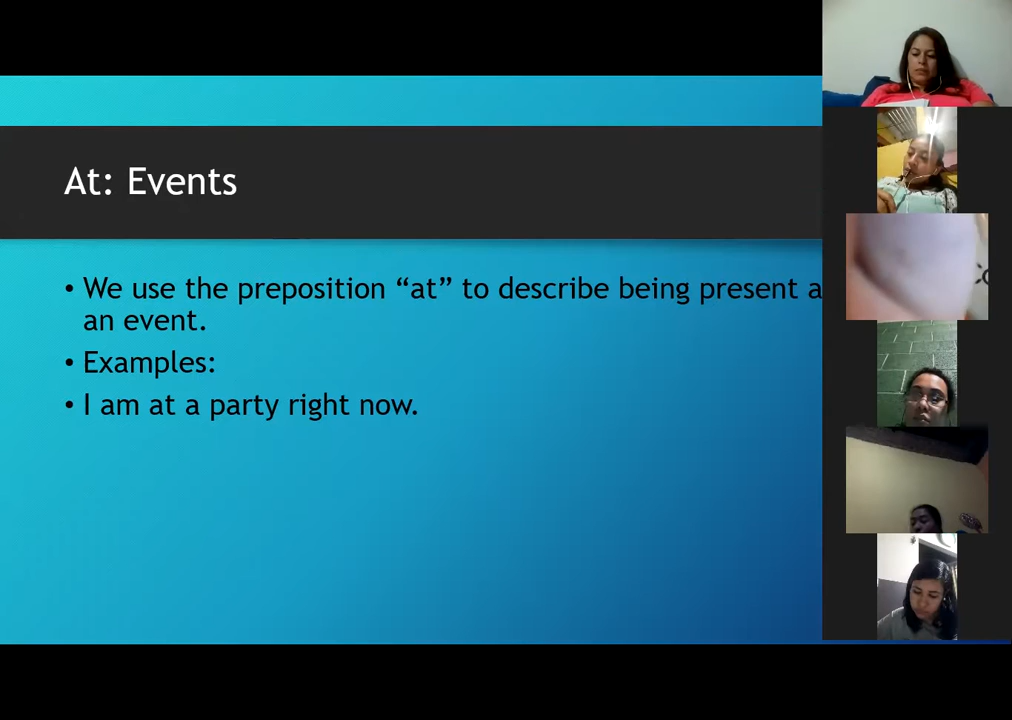 At: Events
• We use the preposition “at” to describe being present a
an event.
• Examples:
• I am at a party right now.